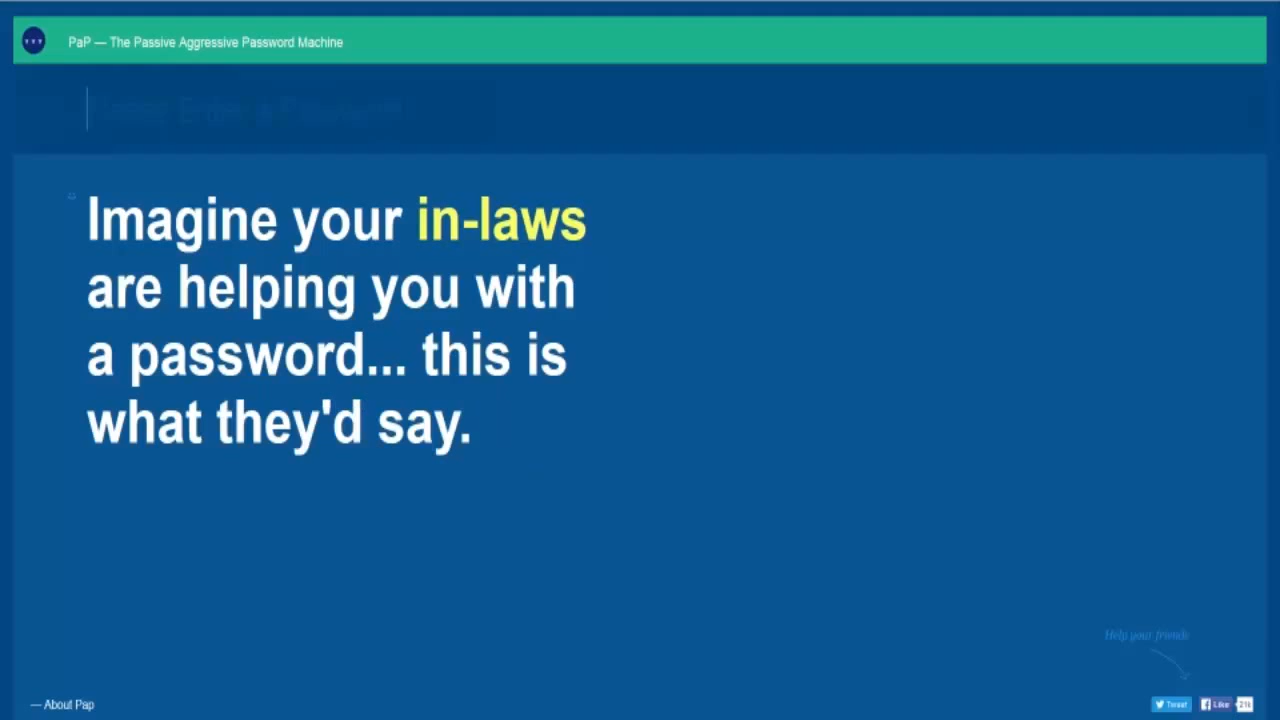 PaP — The Passive Aggressive Password Machine
Imagine your in-laws
are helping you with
a password... this is
what they'd say.
Help your friends
— About Pap
Tweet
Like
21k